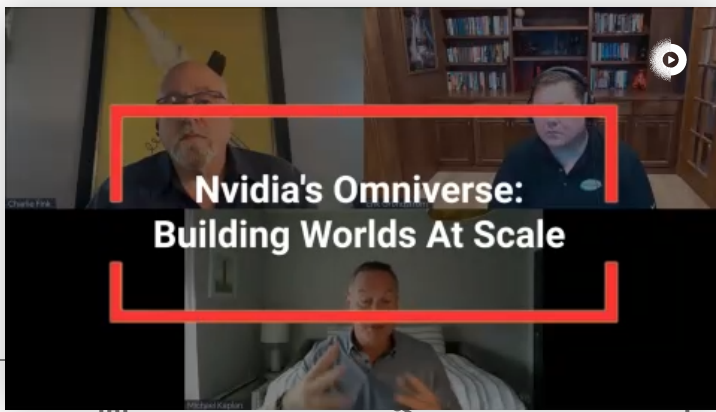 Charlie Fink
Nvidia's Omniverse:
Building Worlds At Scale
Michael Kaplan